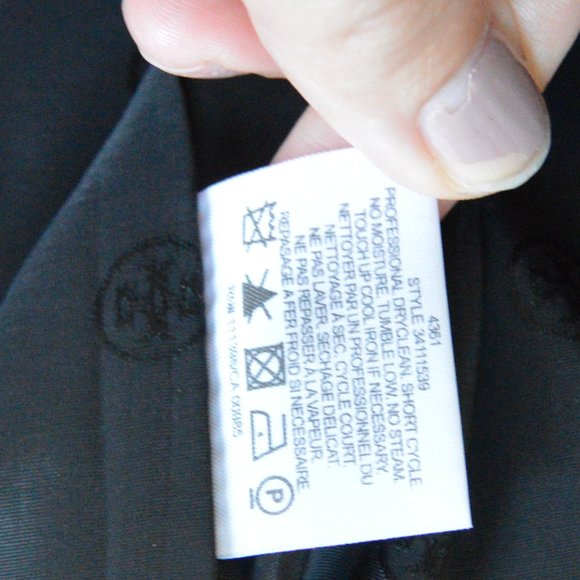 4361
STYLE 34111539
PROFESSIONAL DRYCLEAN. SHORT CYCLE
NO MOISTURE. TUMBLE LOW. NO STEAM.
TOUCH UP COOL IRON IF NECESSARY.
NETTOYER PAR UN PROFESSIONNEL DU
NETTOYAGE À SEC. CYCLE COURT.
NE PAS LAVER. SECHAGE DELICAT.
NE PAS REPASSER À LA VAPEUR.
REPASAGE À FER FROID SI NECESSAIRE.
P